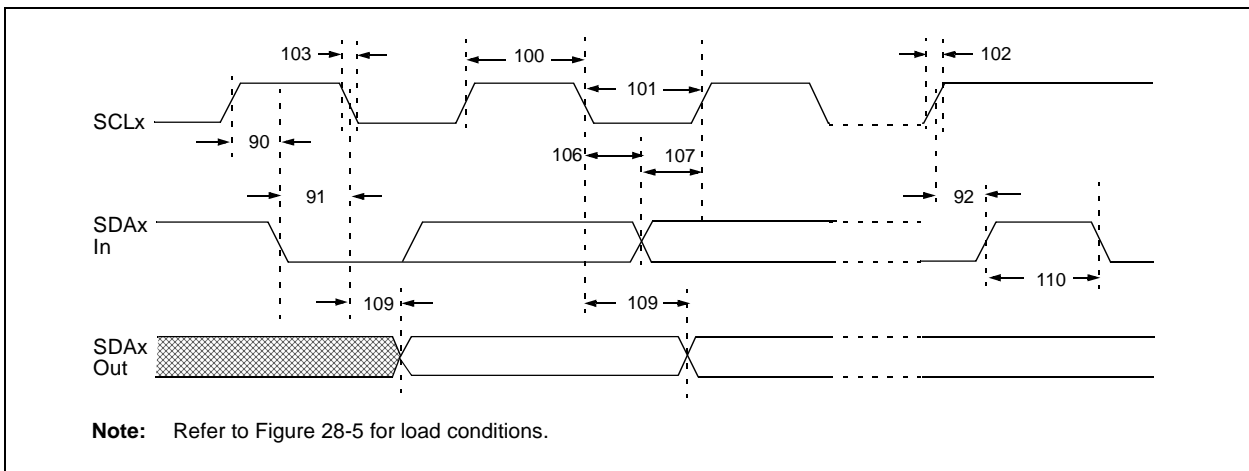 103
100
102
101
SCLx
90
106
107
91
92
SDAx
In
110
109
109
SDAx
Out
Note: Refer to Figure 28-5 for load conditions.